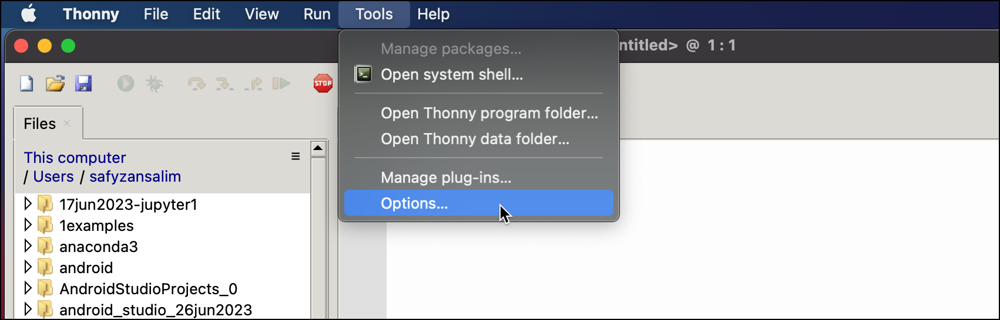 Thonny File Edit View Run Tools Help
ntitled> @ 1 : 1
Manage packages...
Open system shell...
Open Thonny program folder...
Open Thonny data folder...
Manage plug-ins...
Options...
STOP
Files
This computer
/ Users / safyzansalim
17jun2023-jupyter1
1examples
anaconda3
android
AndroidStudioProjects_0
android_studio_26jun2023